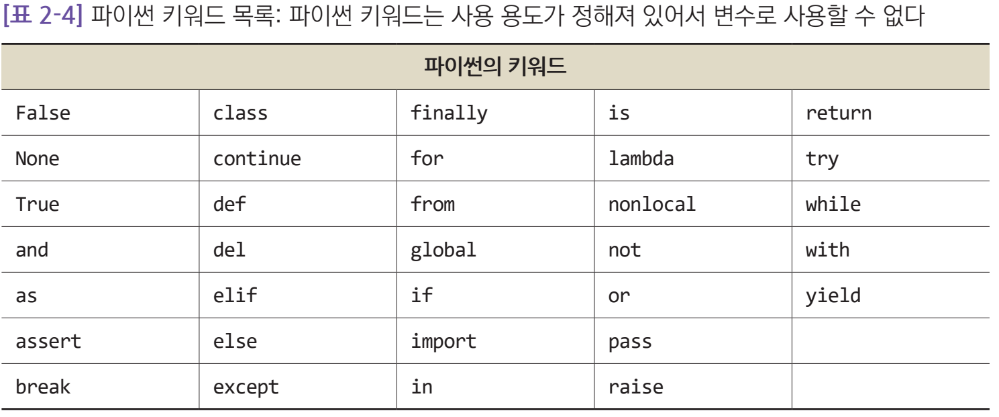 [표 2-4] 파이썬 키워드 목록: 파이썬 키워드는 사용 용도가 정해져 있어서 변수로 사용할 수 없다
파이썬의 키워드
False class finally is return
None continue for lambda try
True def from nonlocal while
and del global not with
as elif if or yield
assert else import pass
break except in raise